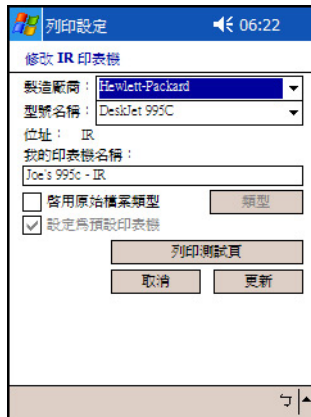 列印設定 06:22
修改 IR 印表機
製造廠商： Hewlett-Packard
型號名稱： DeskJet 995C
位址： IR
我的印表機名稱：
Joe's 995c - IR
啓用原始檔案類型 類型
設定爲預設印表機
列印測試頁
取消 更新
ㄅ